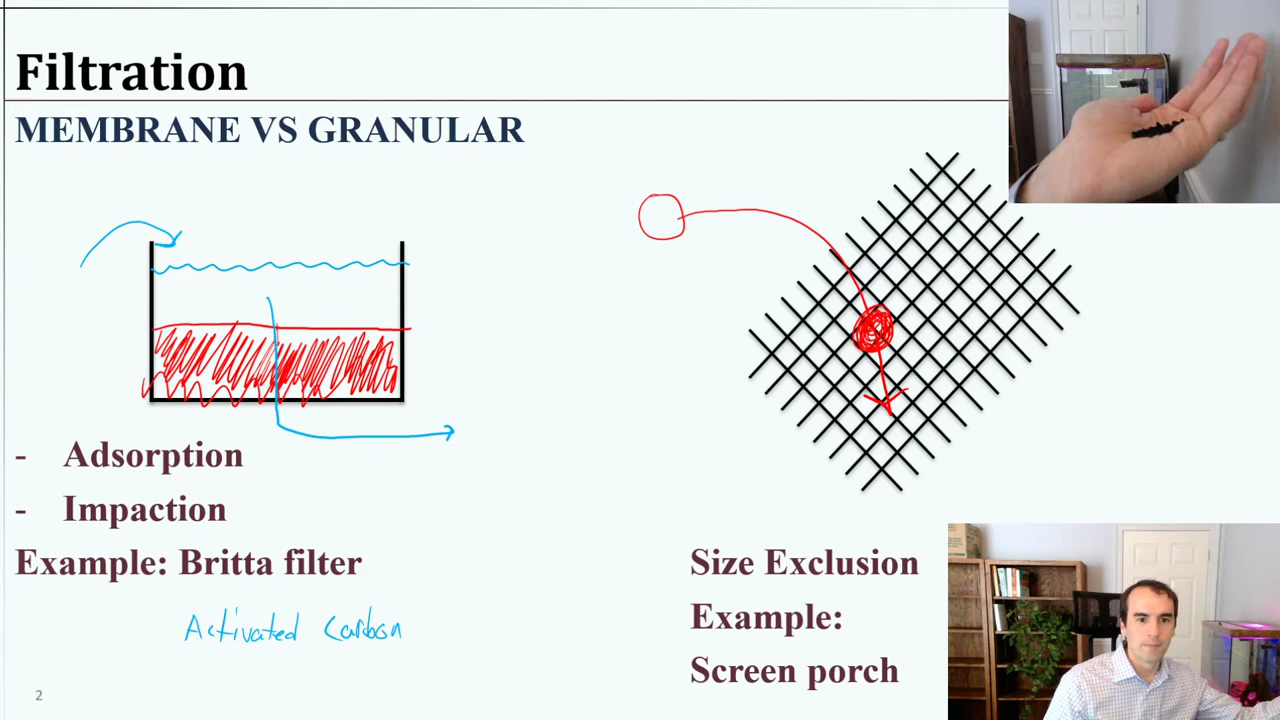 Filtration
MEMBRANE VS GRANULAR
- Adsorption
- Impaction
Example: Britta filter
Activated Carbon
Size Exclusion
Example:
Screen porch
2